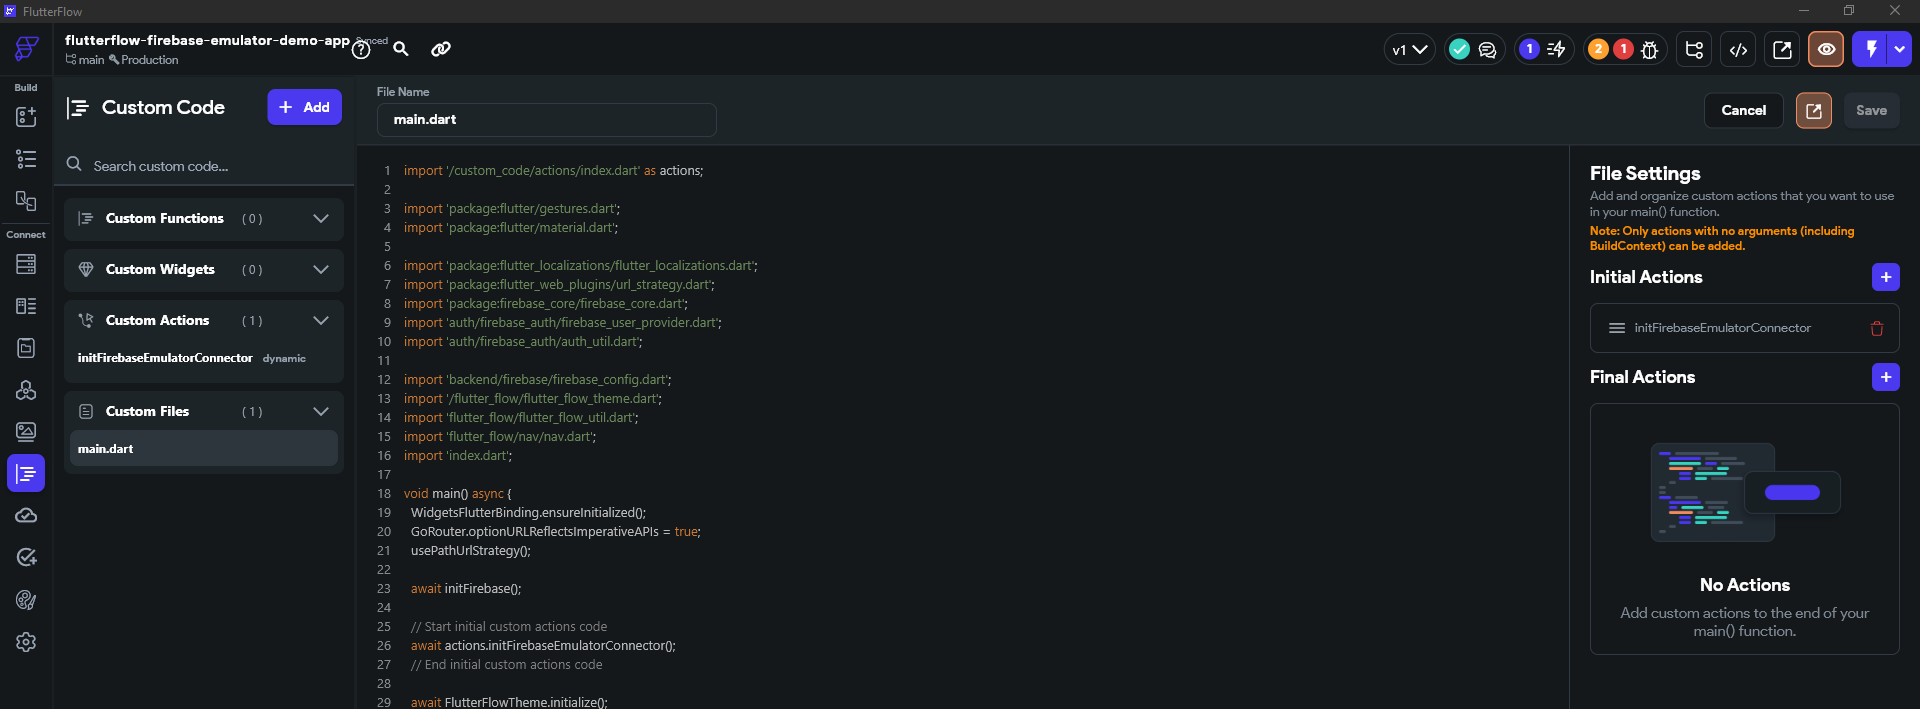 FlutterFlow
flutterflow-firebase-emulator-demo-app
Synced
main Production
v1
1
2 1
Build
Connect
Custom Code
+ Add
Search custom code...
Custom Functions ( 0 )
Custom Widgets ( 0 )
Custom Actions ( 1 )
initFirebaseEmulatorConnector dynamic
Custom Files ( 1 )
main.dart
File Name
main.dart
Cancel
Save
1 import '/custom_code/actions/index.dart' as actions;
2
3 import 'package:flutter/gestures.dart';
4 import 'package:flutter/material.dart';
5
6 import 'package:flutter_localizations/flutter_localizations.dart';
7 import 'package:flutter_web_plugins/url_strategy.dart';
8 import 'package:firebase_core/firebase_core.dart';
9 import 'auth/firebase_auth/firebase_user_provider.dart';
10 import 'auth/firebase_auth/auth_util.dart';
11
12 import 'backend/firebase/firebase_config.dart';
13 import '/flutter_flow/flutter_flow_theme.dart';
14 import 'flutter_flow/flutter_flow_util.dart';
15 import 'flutter_flow/nav/nav.dart';
16 import 'index.dart';
17
18 void main() async {
19 WidgetsFlutterBinding.ensureInitialized();
20 GoRouter.optionURLReflectsImperativeAPIs = true;
21 usePathUrlStrategy();
22
23 await initFirebase();
24
25 // Start initial custom actions code
26 await actions.initFirebaseEmulatorConnector();
27 // End initial custom actions code
28
29 await FlutterFlowTheme.initialize();
File Settings
Add and organize custom actions that you want to use
in your main() function.
Note: Only actions with no arguments (including
BuildContext) can be added.
Initial Actions
initFirebaseEmulatorConnector
Final Actions
No Actions
Add custom actions to the end of your
main() function.